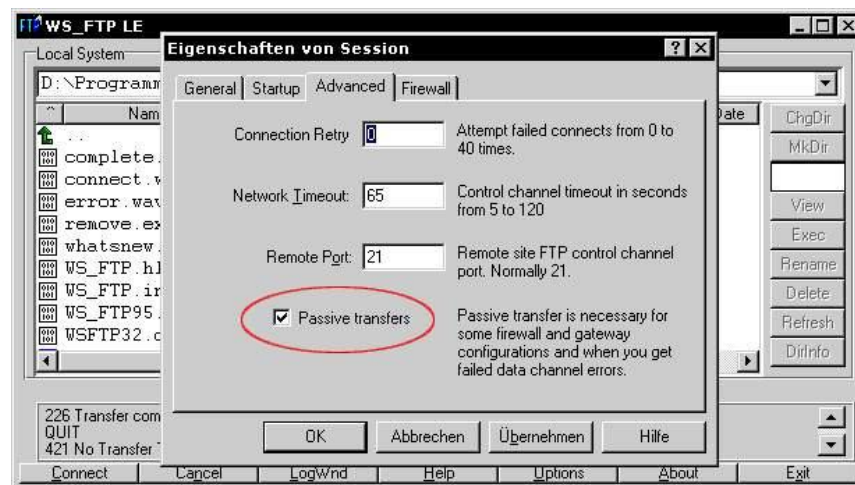 WS_FTP LE
Local System
D:\Programm
Nam
Date
..
complete.
connect.w
error.wav
remove.ex
whatsnew.
WS_FTP.hl
WS_FTP.in
WS_FTP95.
WSFTP32.d
ChgDir
MkDir
View
Exec
Rename
Delete
Refresh
DirInfo
Eigenschaften von Session
General
Startup
Advanced
Firewall
Connection Retry
0
Attempt failed connects from 0 to
40 times.
Network Timeout:
65
Control channel timeout in seconds
from 5 to 120
Remote Port:
21
Remote site FTP control channel
port. Normally 21.
Passive transfers
Passive transfer is necessary for
some firewall and gateway
configurations and when you get
failed data channel errors.
OK
Abbrechen
Übernehmen
Hilfe
226 Transfer com
QUIT
421 No Transfer
Connect
Cancel
LogWnd
Help
Options
About
Exit